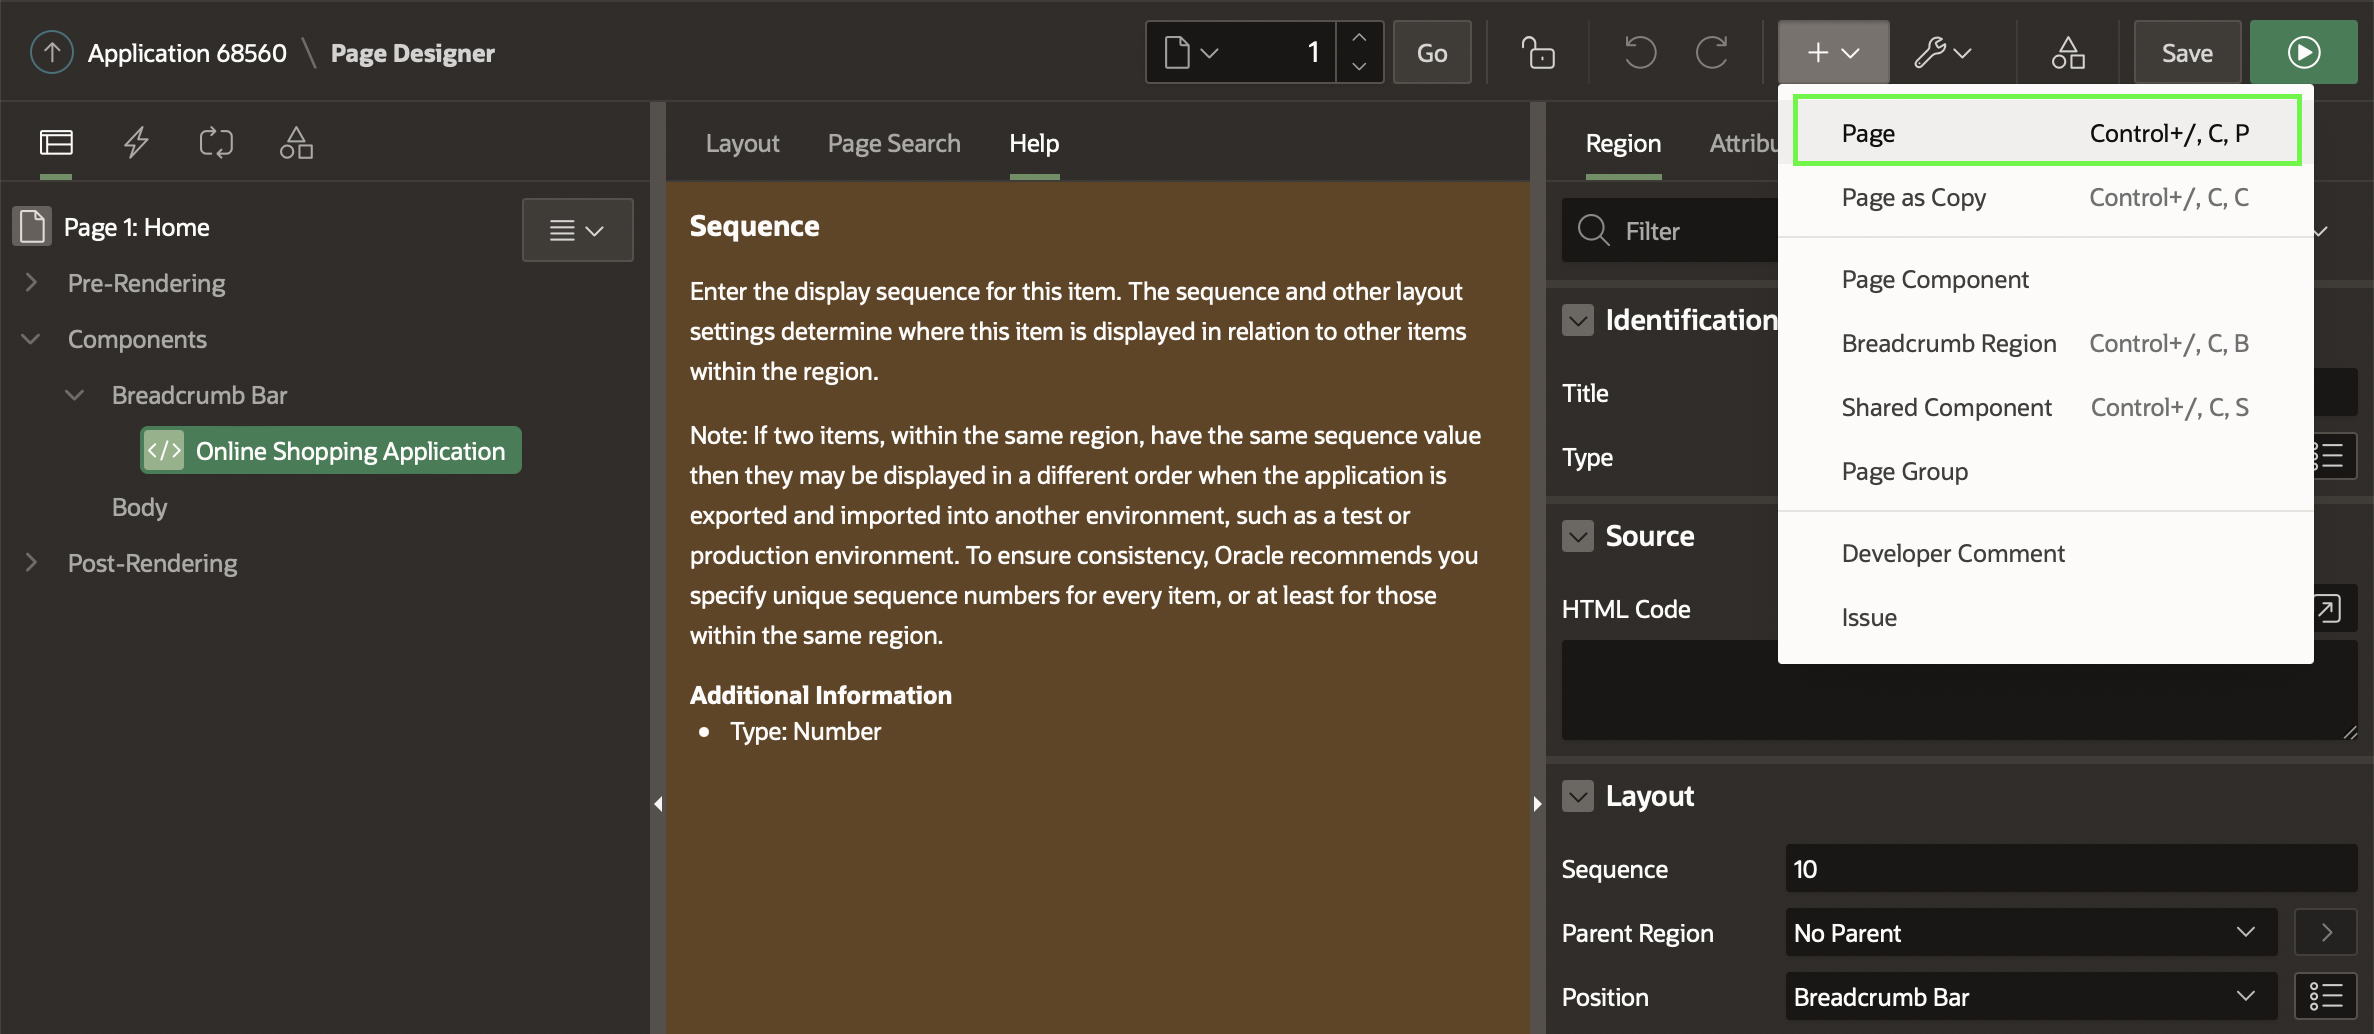 Application 68560 \ Page Designer
1
Go
Save
Layout
Page Search
Help
Region
Attribu
Page Control+/, C, P
Page as Copy Control+/, C, C
Page Component
Breadcrumb Region Control+/, C, B
Shared Component Control+/, C, S
Page Group
Developer Comment
Issue
Page 1: Home
Pre-Rendering
Components
Breadcrumb Bar
</> Online Shopping Application
Body
Post-Rendering
Sequence
Enter the display sequence for this item. The sequence and other layout
settings determine where this item is displayed in relation to other items
within the region.
Note: If two items, within the same region, have the same sequence value
then they may be displayed in a different order when the application is
exported and imported into another environment, such as a test or
production environment. To ensure consistency, Oracle recommends you
specify unique sequence numbers for every item, or at least for those
within the same region.
Additional Information
• Type: Number
Filter
Identification
Title
Type
Source
HTML Code
Layout
Sequence 10
Parent Region No Parent
Position Breadcrumb Bar